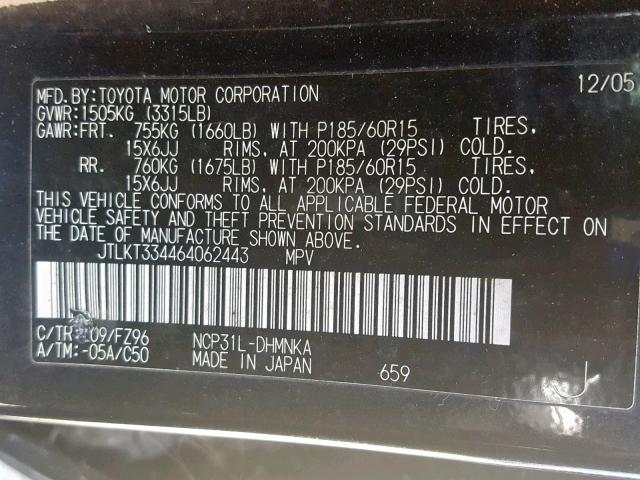 MFD.BY:TOYOTA MOTOR CORPORATION 12/05
GVWR:1505KG (3315LB)
GAWR:FRT. 755KG (1660LB) WITH P185/60R15 TIRES,
15X6JJ RIMS, AT 200KPA (29PSI) COLD.
RR. 760KG (1675LB) WITH P185/60R15 TIRES,
15X6JJ RIMS, AT 200KPA (29PSI) COLD.
THIS VEHICLE CONFORMS TO ALL APPLICABLE FEDERAL MOTOR
VEHICLE SAFETY AND THEFT PREVENTION STANDARDS IN EFFECT ON
THE DATE OF MANUFACTURE SHOWN ABOVE.
JTLKT334464062443 MPV
C/TR 09/FZ96 NCP31L-DHMNKA
A/TM:-05A/C50 MADE IN JAPAN 659 J